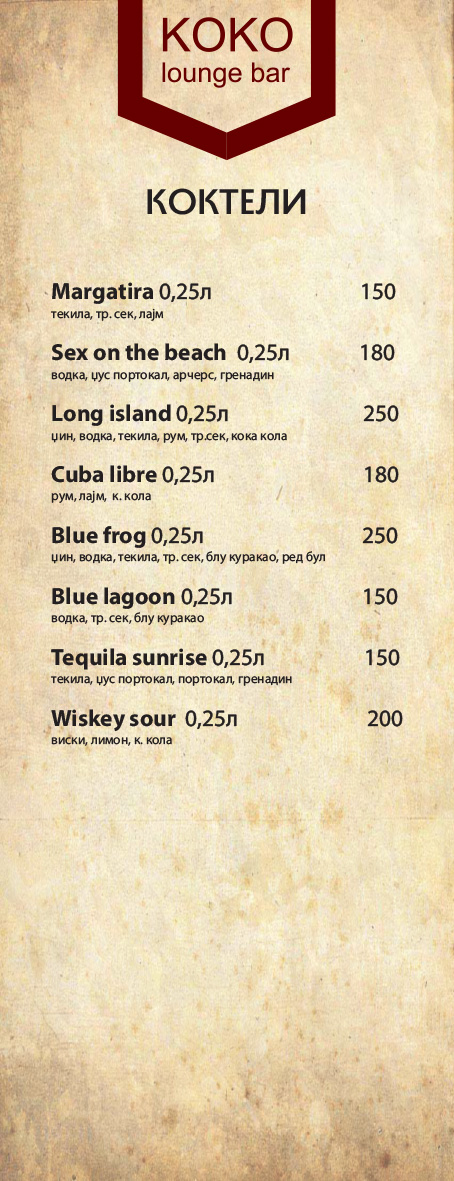 KOKO
lounge bar
КОКТЕЛИ
Margatira 0,25л 150
текила, тр. сек, лајм
Sex on the beach 0,25л 180
водка, џус портокал, арчерс, гренадин
Long island 0,25л 250
џин, водка, текила, рум, тр.сек, кока кола
Cuba libre 0,25л 180
рум, лајм, к. кола
Blue frog 0,25л 250
џин, водка, текила, тр. сек, блу куракао, ред бул
Blue lagoon 0,25л 150
водка, тр. сек, блу куракао
Tequila sunrise 0,25л 150
текила, џус портокал, портокал, гренадин
Wiskey sour 0,25л 200
виски, лимон, к. кола